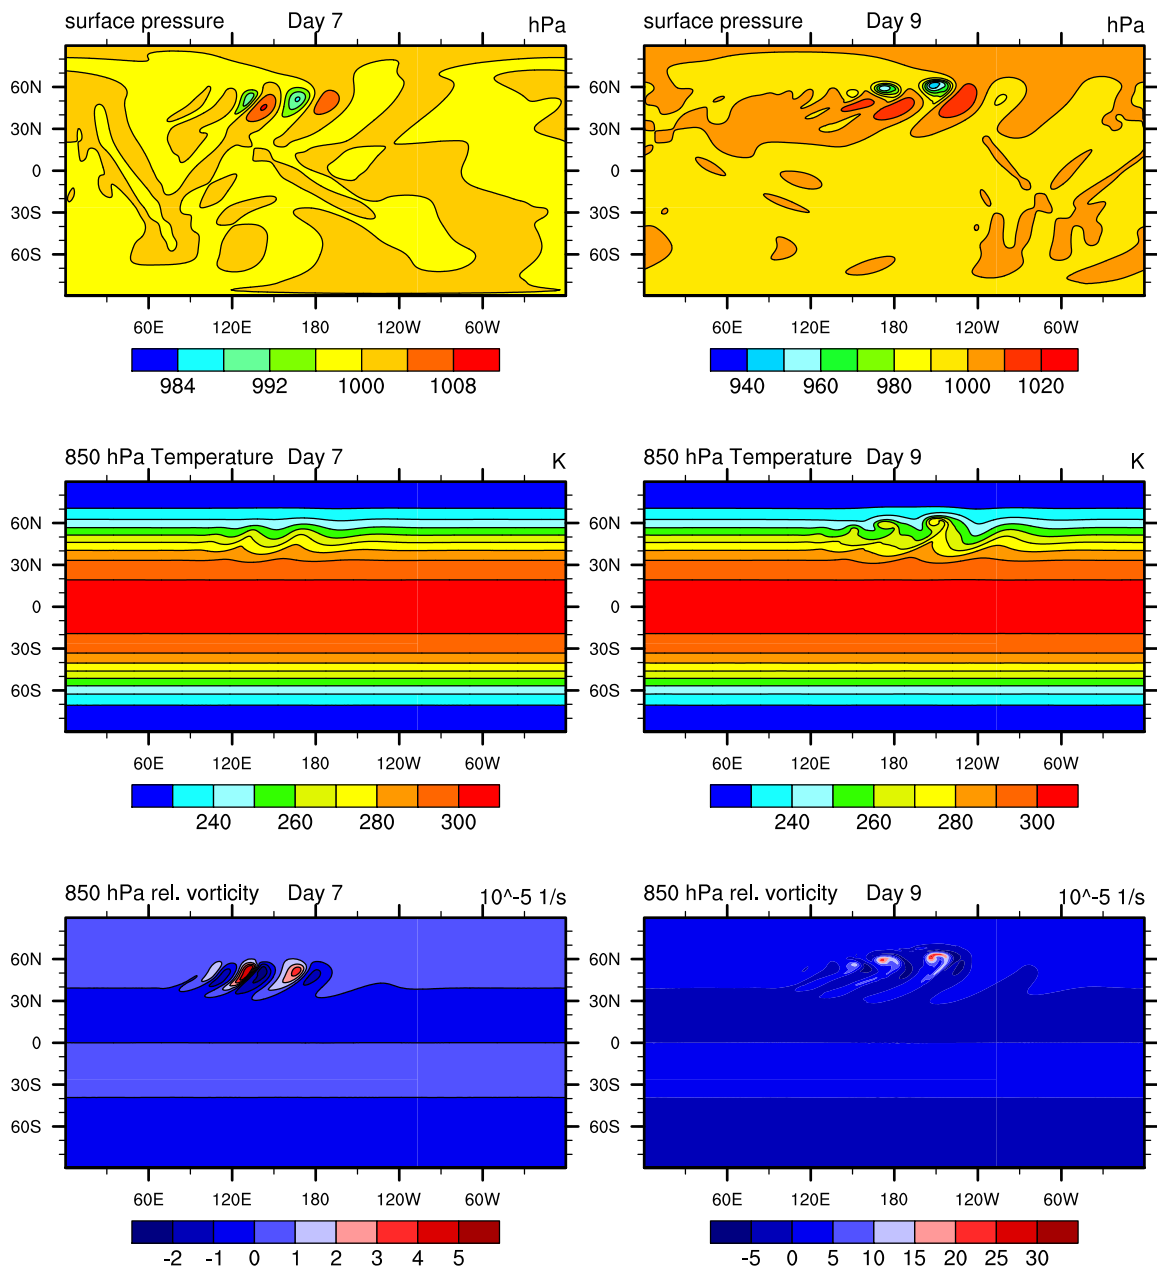 surface pressure Day 7 hPa
60N
30N
0
30S
60S
60E 120E 180 120W 60W
984 992 1000 1008
surface pressure Day 9 hPa
60N
30N
0
30S
60S
60E 120E 180 120W 60W
940 960 980 1000 1020
850 hPa Temperature Day 7 K
60N
30N
0
30S
60S
60E 120E 180 120W 60W
240 260 280 300
850 hPa Temperature Day 9 K
60N
30N
0
30S
60S
60E 120E 180 120W 60W
240 260 280 300
850 hPa rel. vorticity Day 7 10^-5 1/s
60N
30N
0
30S
60S
60E 120E 180 120W 60W
-2 -1 0 1 2 3 4 5
850 hPa rel. vorticity Day 9 10^-5 1/s
60N
30N
0
30S
60S
60E 120E 180 120W 60W
-5 0 5 10 15 20 25 30